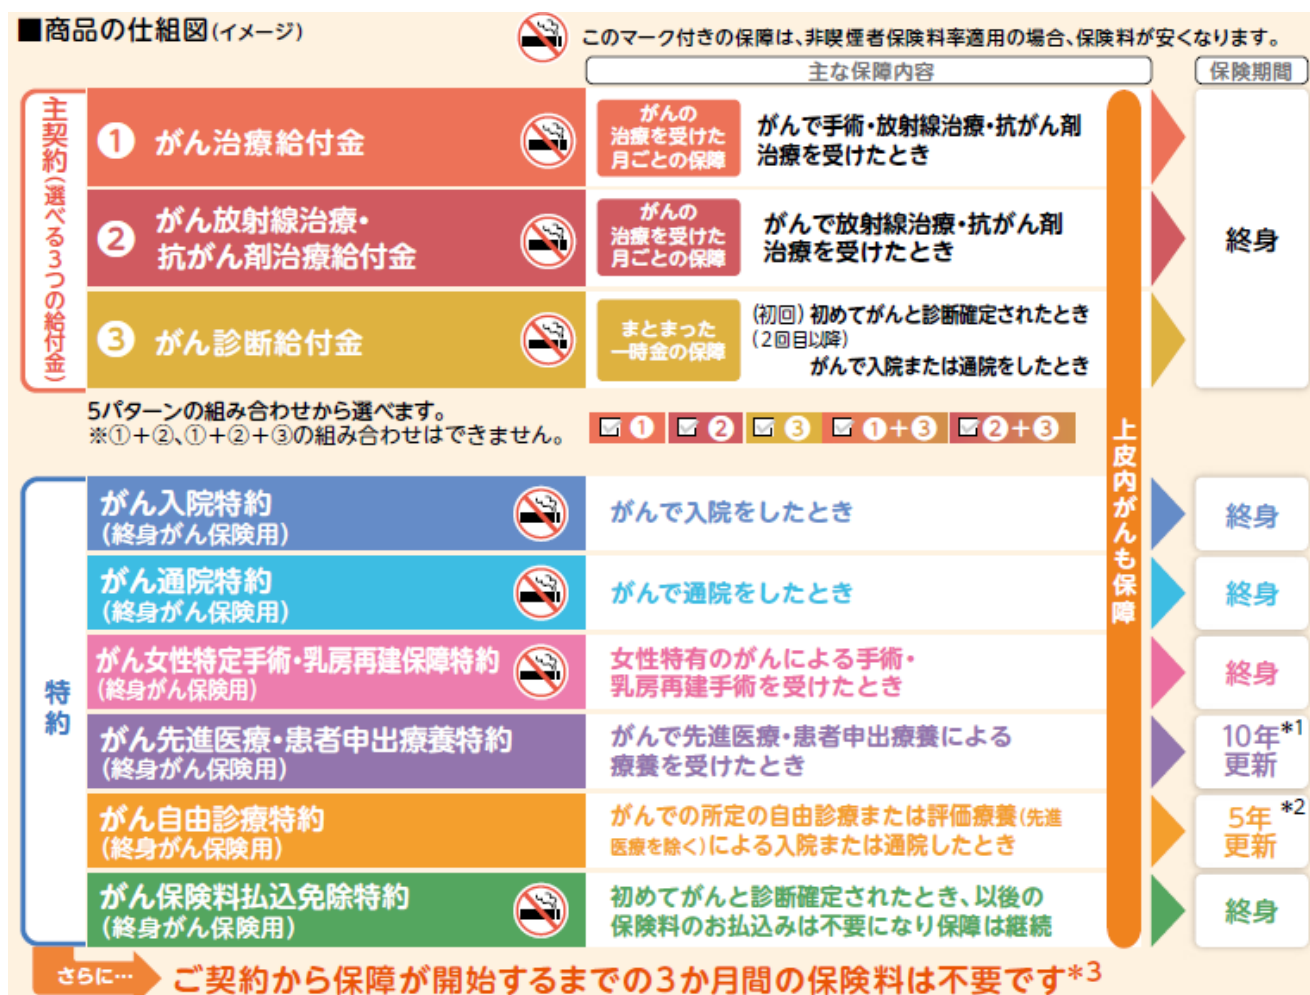 ■商品の仕組図(イメージ)
このマーク付きの保障は、非喫煙者保険料率適用の場合、保険料が安くなります。
主な保障内容
保険期間
主契約(選べる3つの給付金)
1 がん治療給付金
がんの
治療を受けた
月ごとの保障
がんで手術・放射線治療・抗がん剤
治療を受けたとき
2 がん放射線治療・
抗がん剤治療給付金
がんの
治療を受けた
月ごとの保障
がんで放射線治療・抗がん剤
治療を受けたとき
終身
3 がん診断給付金
まとまった
一時金の保障
(初回)初めてがんと診断確定されたとき
(2回目以降)
がんで入院または通院をしたとき
5パターンの組み合わせから選べます。
※①+②、①+②+③の組み合わせはできません。
1 2 3 1+3 2+3
上皮内がんも保障
特約
がん入院特約
(終身がん保険用)
がんで入院をしたとき
終身
がん通院特約
(終身がん保険用)
がんで通院をしたとき
終身
がん女性特定手術・乳房再建保障特約
(終身がん保険用)
女性特有のがんによる手術・
乳房再建手術を受けたとき
終身
がん先進医療・患者申出療養特約
(終身がん保険用)
がんで先進医療・患者申出療養による
療養を受けたとき
10年*1
更新
がん自由診療特約
(終身がん保険用)
がんでの所定の自由診療または評価療養(先進
医療を除く)による入院または通院したとき
5年*2
更新
がん保険料払込免除特約
(終身がん保険用)
初めてがんと診断確定されたとき、以後の
保険料のお払込みは不要になり保障は継続
終身
さらに… ご契約から保障が開始するまでの3か月間の保険料は不要です*3